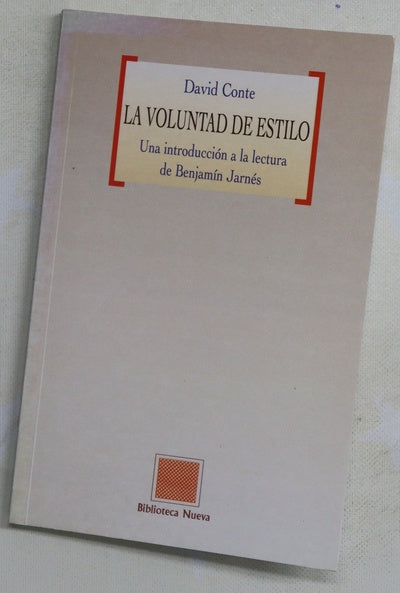 David Conte
LA VOLUNTAD DE ESTILO
Una introducción a la lectura
de Benjamín Jarnés
Biblioteca Nueva